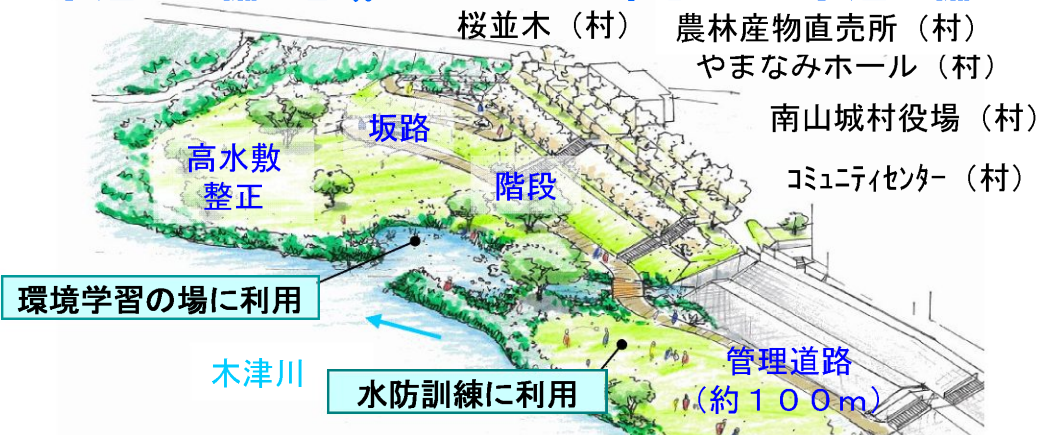 桜並木（村）
農林産物直売所（村）
やまなみホール（村）
南山城村役場（村）
ｺﾐｭﾆﾃｨｾﾝﾀｰ（村）
坂路
高水敷
整正
階段
環境学習の場に利用
木津川
水防訓練に利用
管理道路
（約１００ｍ）